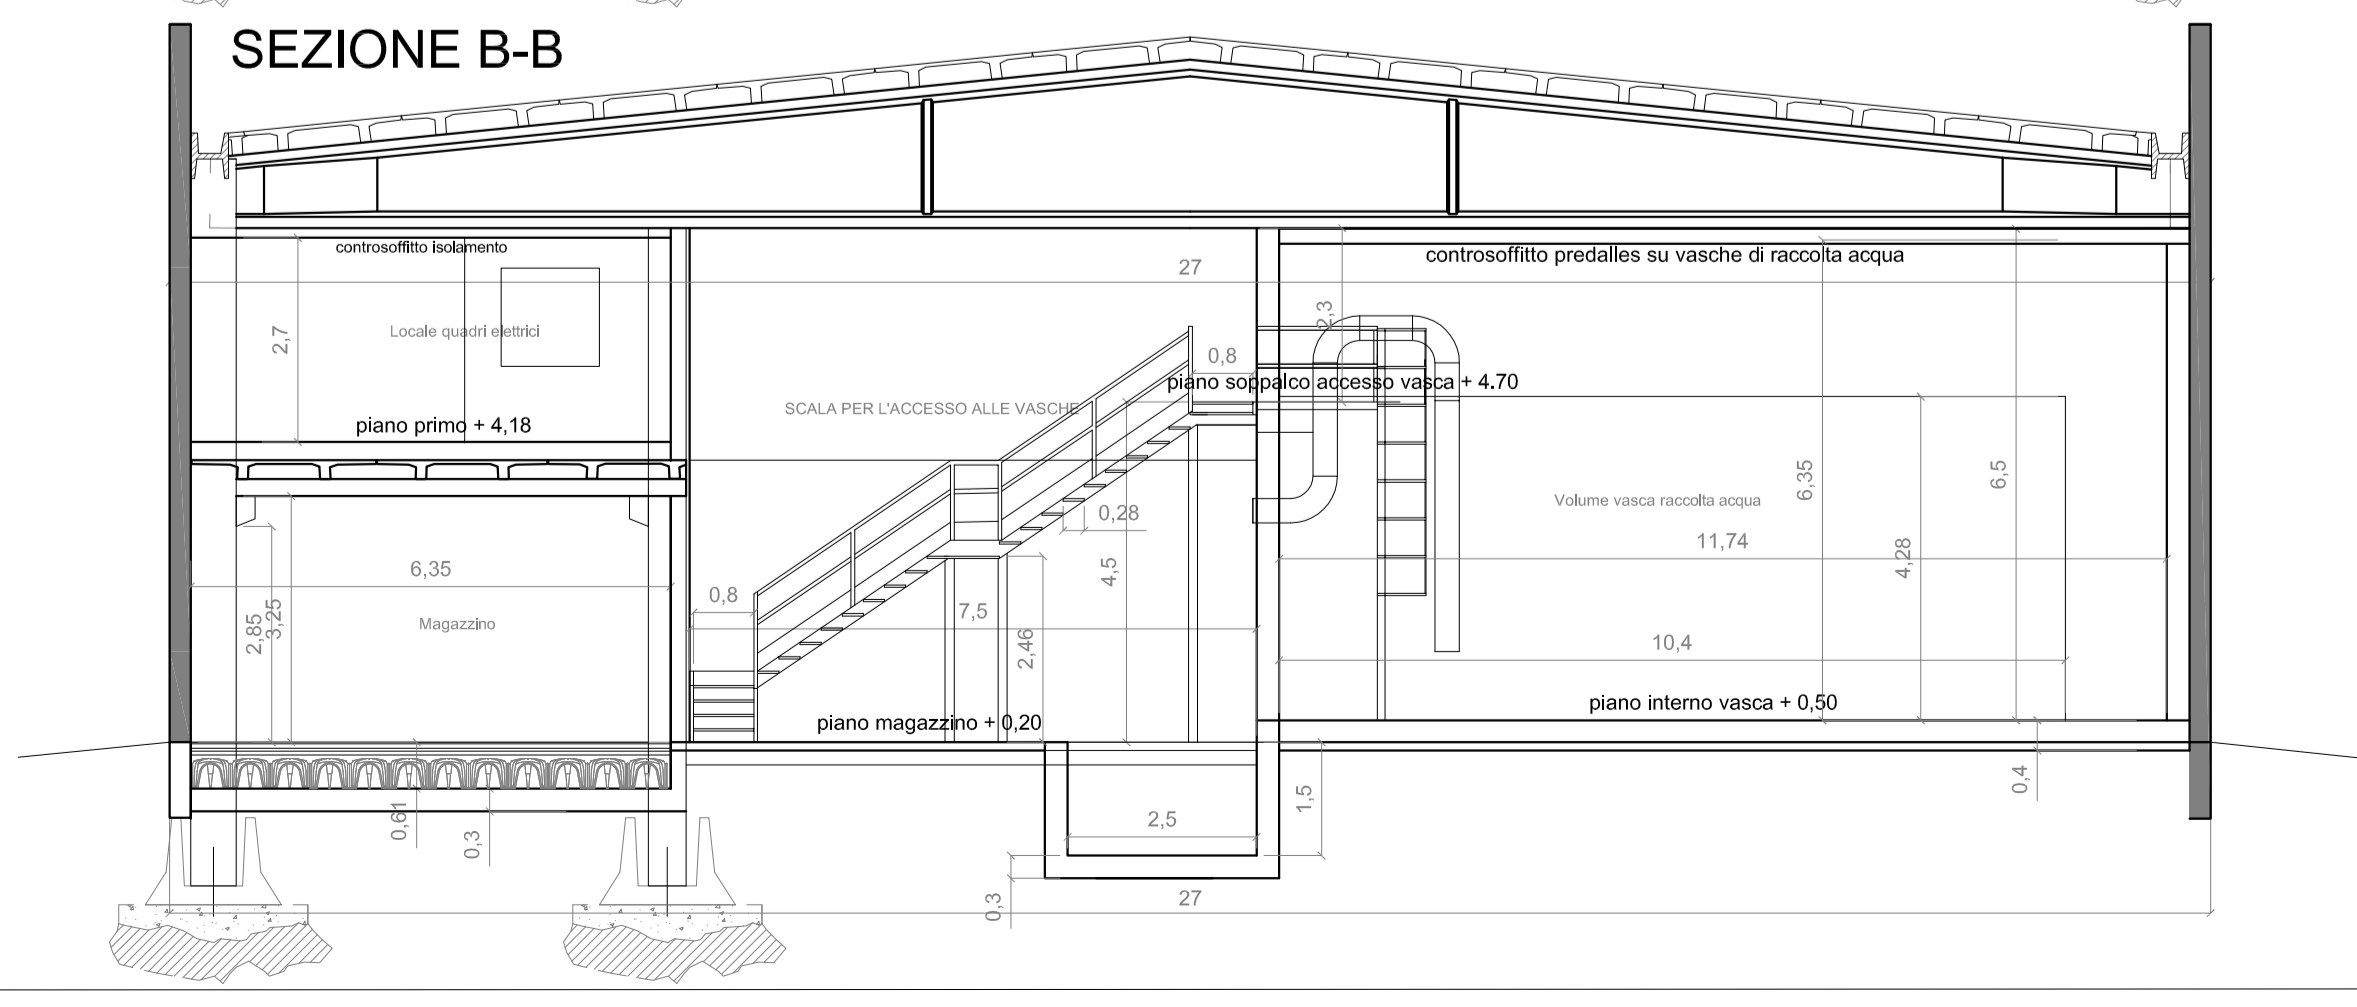 SEZIONE B-B
controsoffitto isolamento
controsoffitto predalles su vasche di raccolta acqua
27
2,3
2,7
Locale quadri elettrici
0,8
piano soppalco accesso vasca + 4.70
SCALA PER L'ACCESSO ALLE VASCHE
piano primo + 4,18
6,35
6,5
Volume vasca raccolta acqua
0,28
11,74
4,28
4,5
6,35
0,8
7,5
2,85
3,25
Magazzino
2,46
10,4
piano interno vasca + 0,50
piano magazzino + 0,20
0,4
1,5
0,61
0,3
2,5
0,3
27